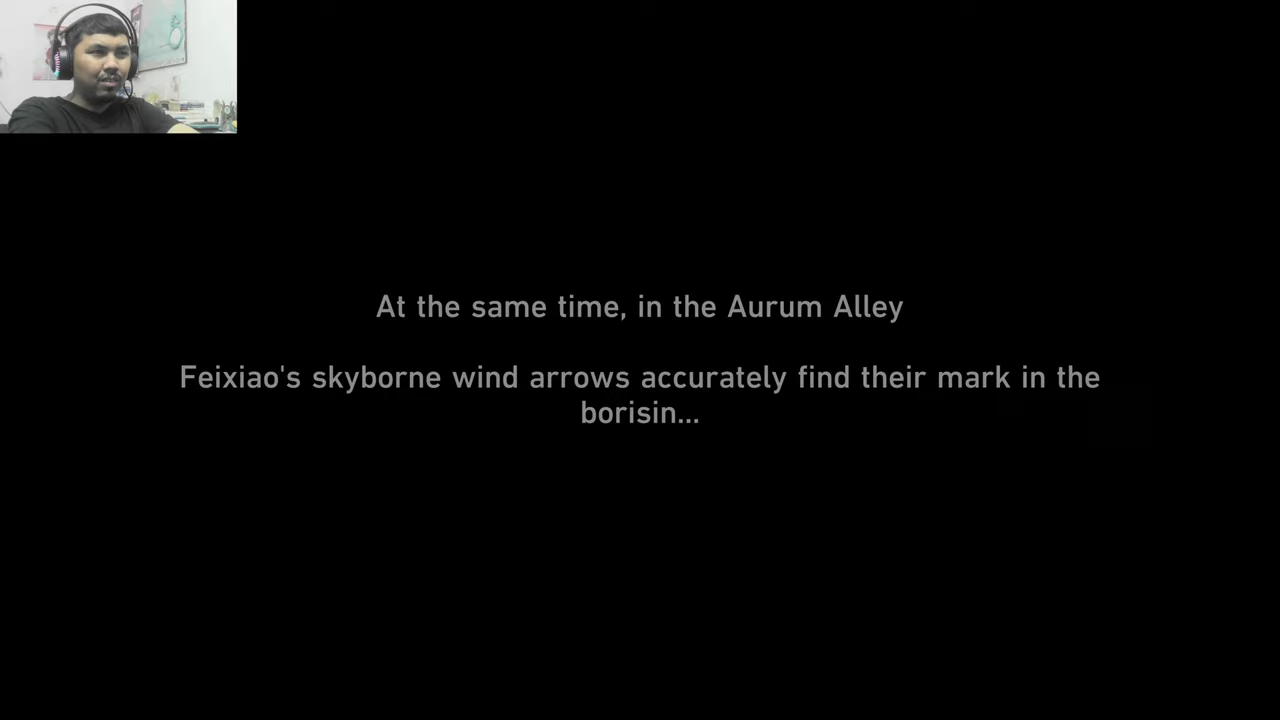 At the same time, in the Aurum Alley
Feixiao's skyborne wind arrows accurately find their mark in the
borisin...